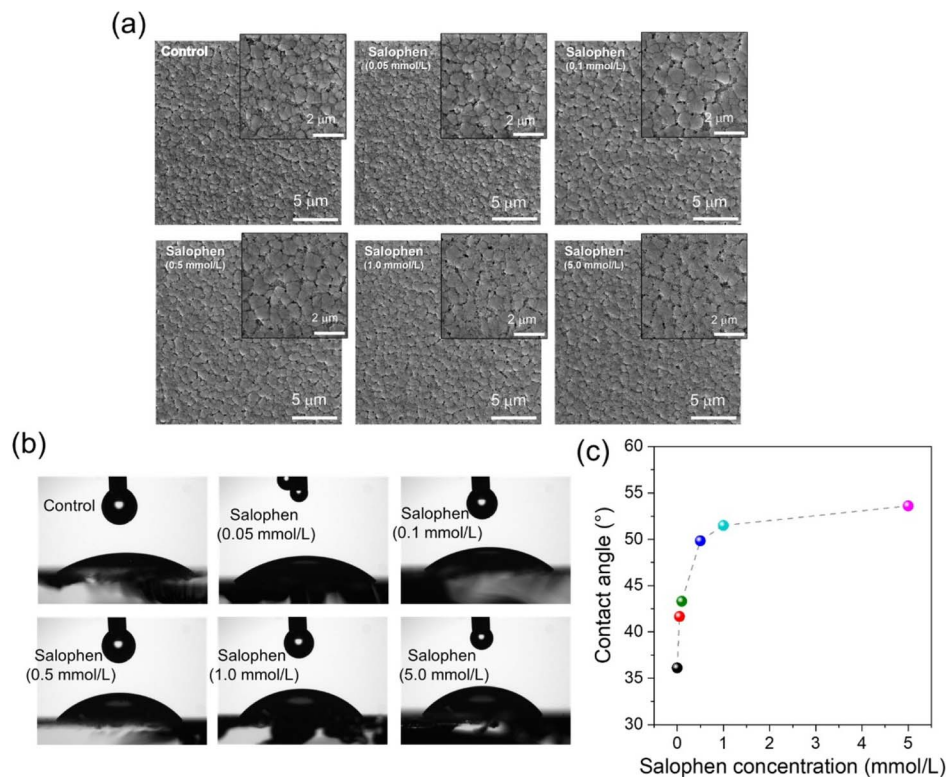 (a)
Control
2 μm
5 μm
Salophen
(0.05 mmol/L)
2 μm
5 μm
Salophen
(0.1 mmol/L)
2 μm
5 μm
Salophen
(0.5 mmol/L)
2 μm
5 μm
Salophen
(1.0 mmol/L)
2 μm
5 μm
Salophen
(5.0 mmol/L)
2 μm
5 μm
(b)
Control
Salophen
(0.05 mmol/L)
Salophen
(0.1 mmol/L)
Salophen
(0.5 mmol/L)
Salophen
(1.0 mmol/L)
Salophen
(5.0 mmol/L)
(c)
Contact angle (°)
60
55
50
45
40
35
30
0 1 2 3 4 5
Salophen concentration (mmol/L)